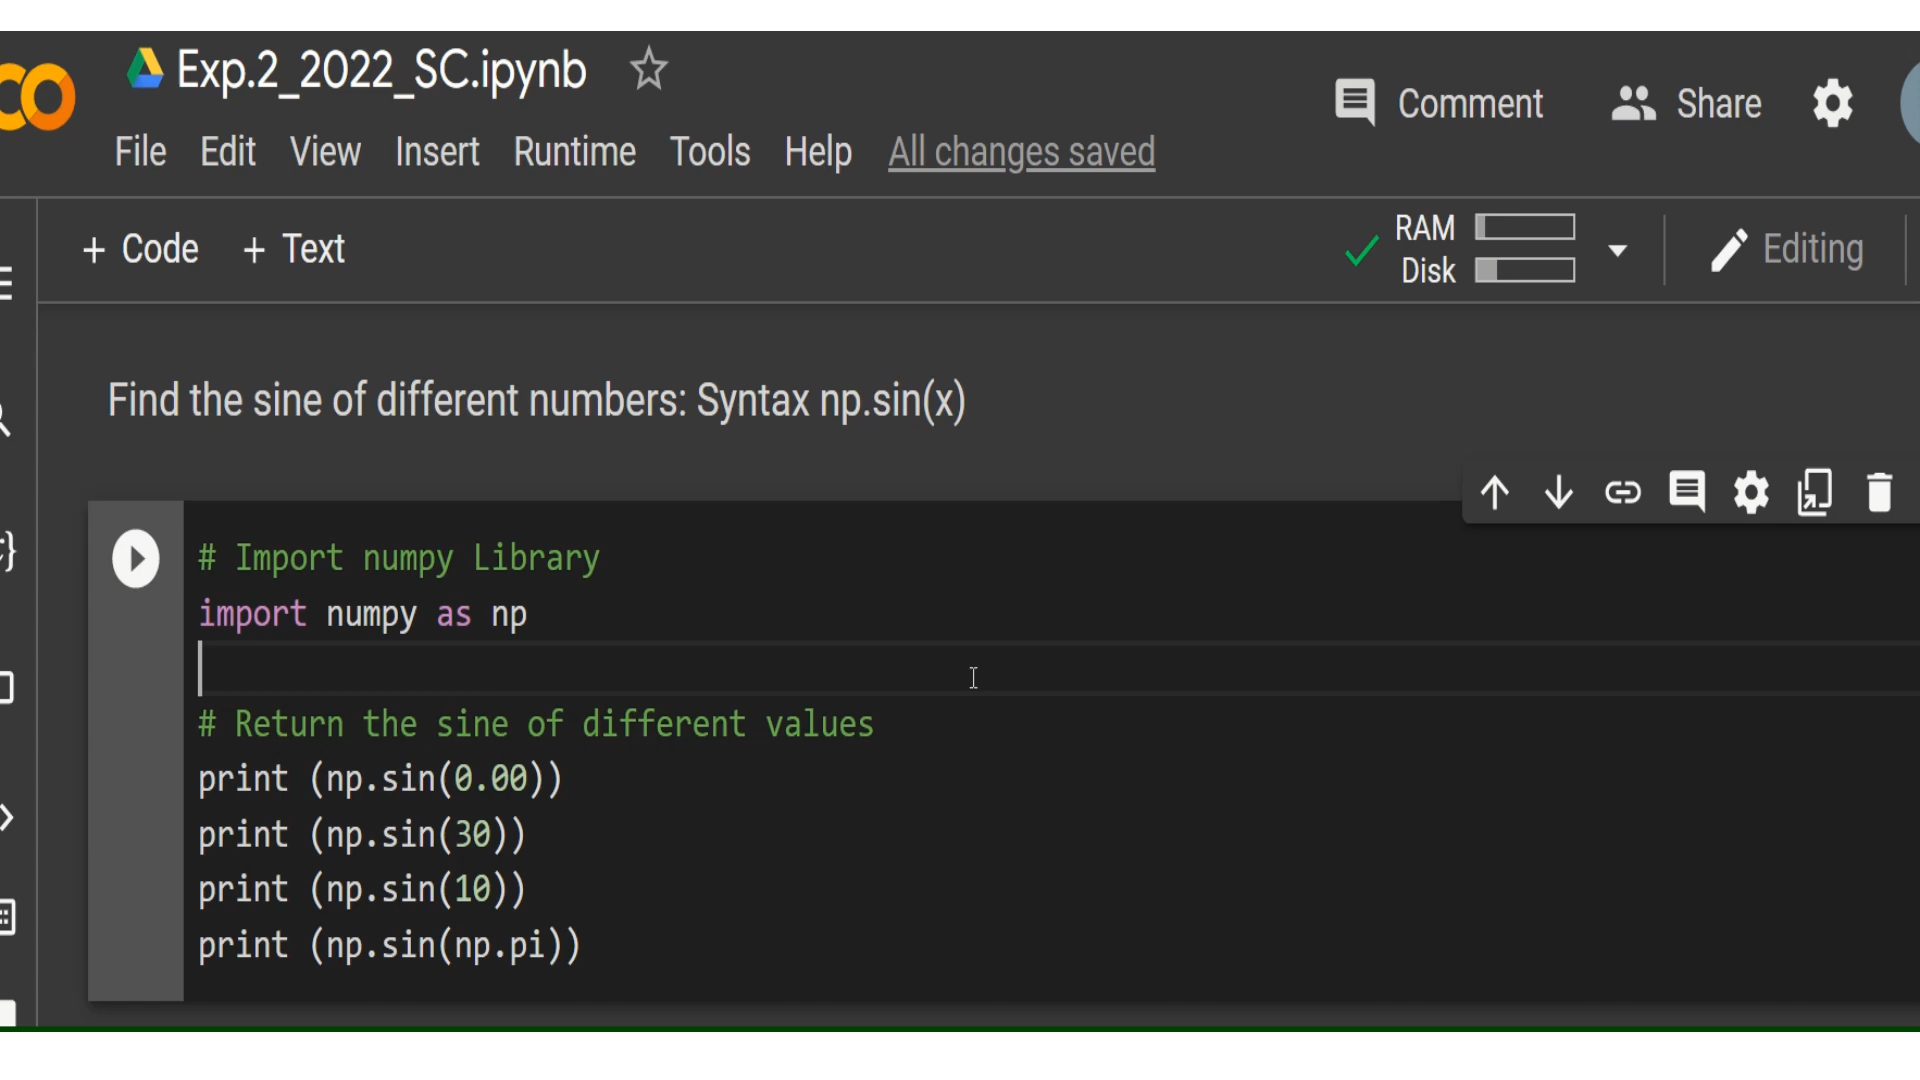 Exp.2_2022_SC.ipynb
File Edit View Insert Runtime Tools Help All changes saved
Comment Share
+ Code + Text
RAM
Disk
Editing
Find the sine of different numbers: Syntax np.sin(x)
# Import numpy Library
import numpy as np
# Return the sine of different values
print (np.sin(0.00))
print (np.sin(30))
print (np.sin(10))
print (np.sin(np.pi))